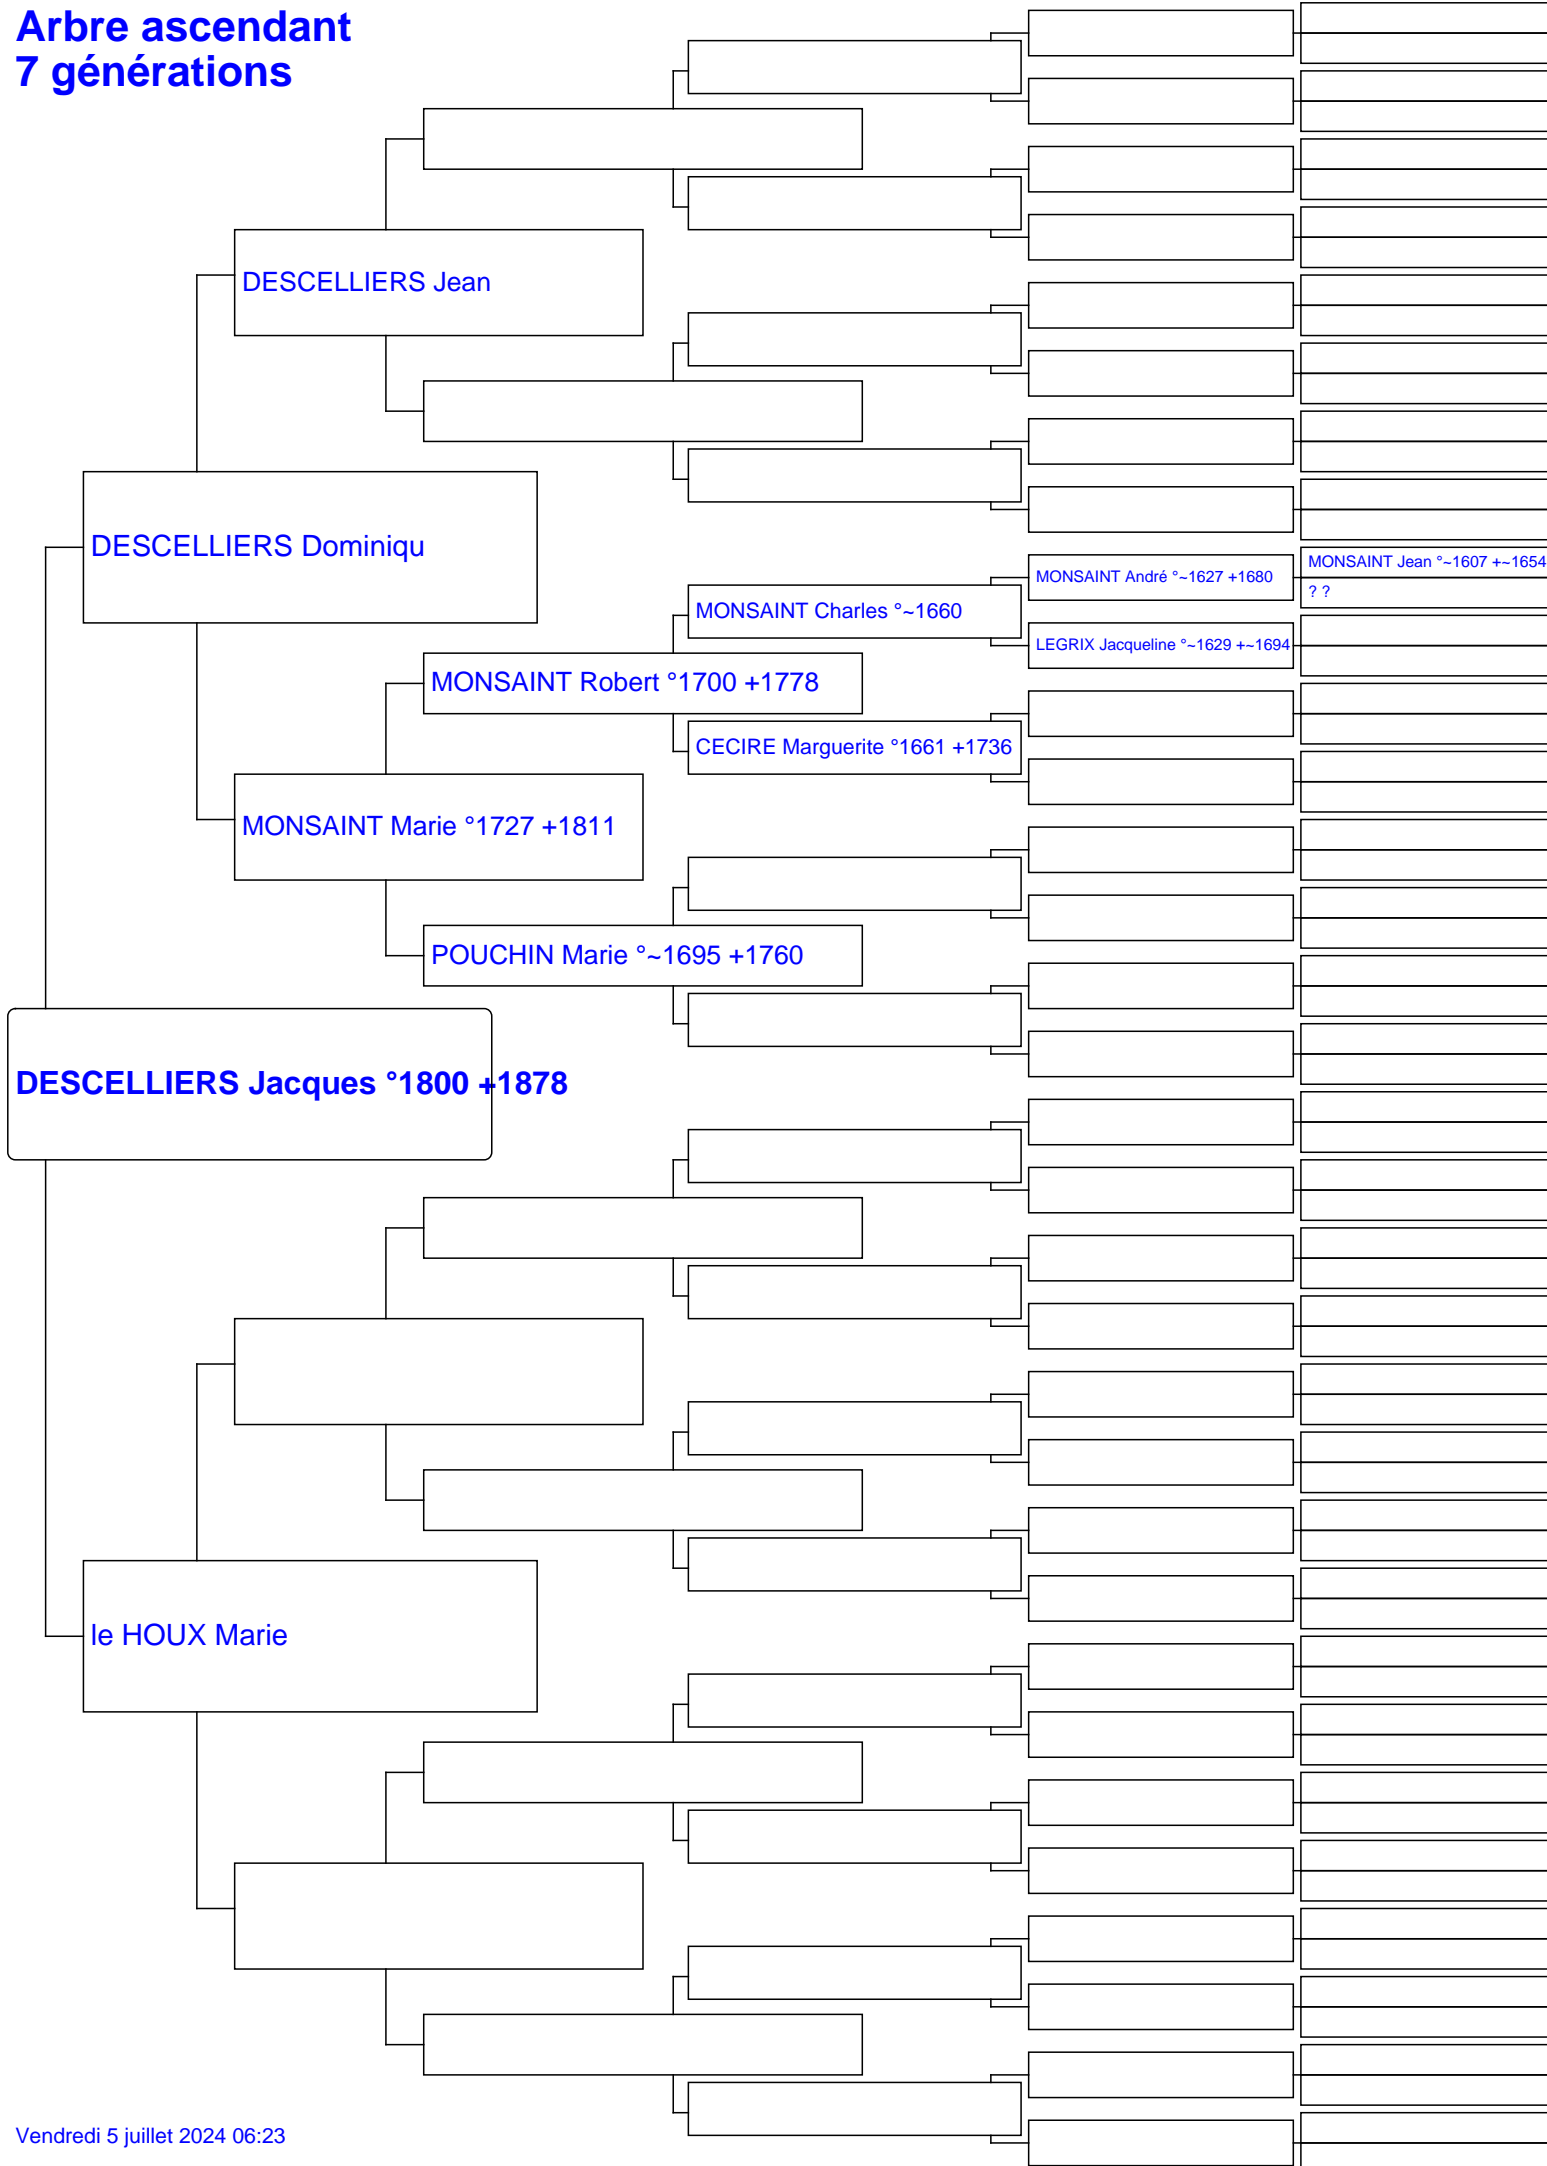 Arbre ascendant
7 générations
DESCELLIERS Jean
DESCELLIERS Dominiqu
MONSAINT André °~1627 +1680
MONSAINT Jean °~1607 +~1654
? ?
MONSAINT Charles °~1660
LEGRIX Jacqueline °~1629 +~1694
MONSAINT Robert °1700 +1778
CECIRE Marguerite °1661 +1736
MONSAINT Marie °1727 +1811
POUCHIN Marie °~1695 +1760
DESCELLIERS Jacques °1800 +1878
le HOUX Marie
Vendredi 5 juillet 2024 06:23